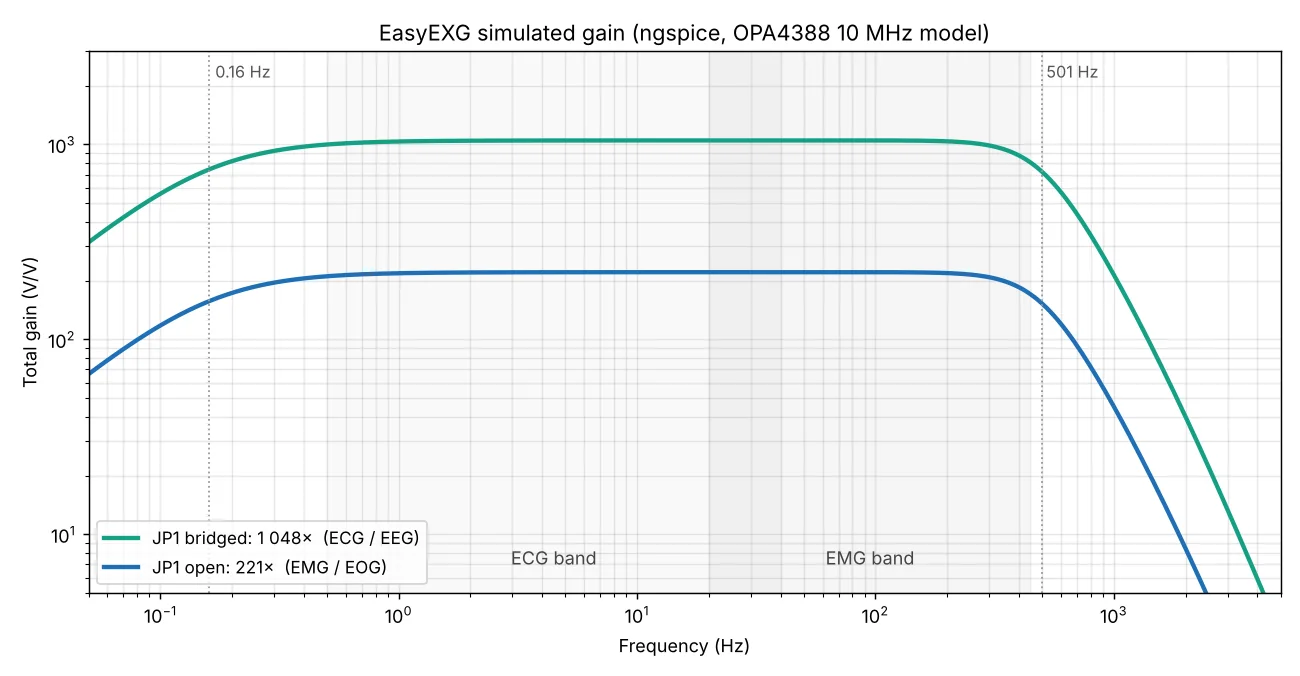 EasyEXG simulated gain (ngspice, OPA4388 10 MHz model)
0.16 Hz
501 Hz
10³
10²
10¹
Total gain (V/V)
JP1 bridged: 1 048× (ECG / EEG)
JP1 open: 221× (EMG / EOG)
ECG band
EMG band
10⁻¹
10⁰
10¹
10²
10³
Frequency (Hz)